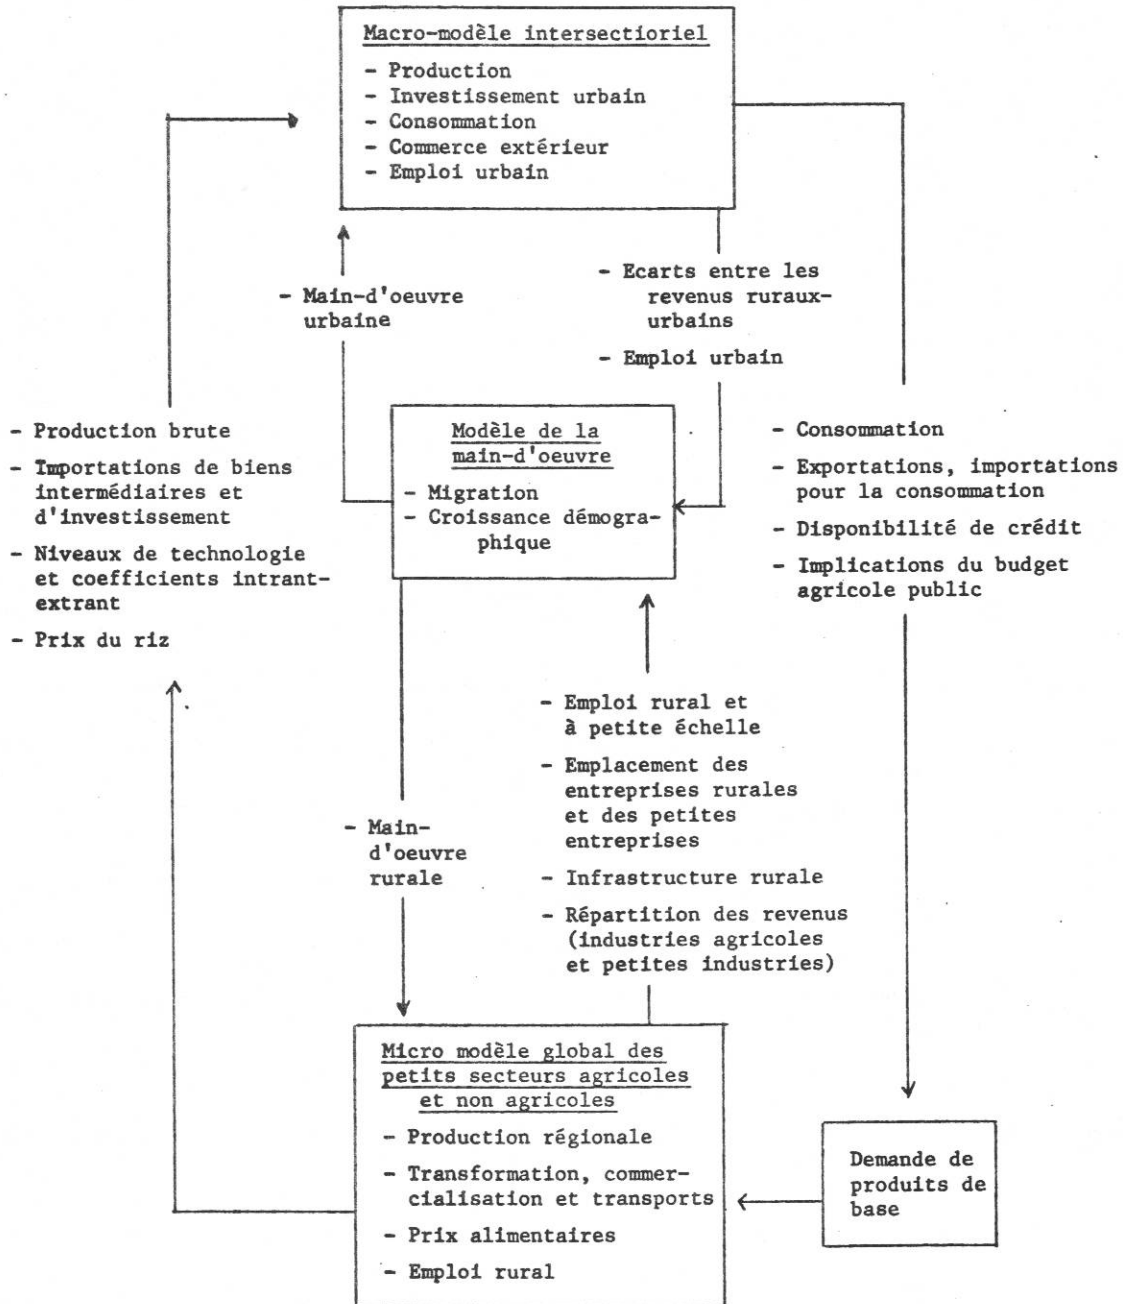 Macro-modèle intersectioriel
- Production
- Investissement urbain
- Consommation
- Commerce extérieur
- Emploi urbain
- Main-d'oeuvre
urbaine
- Ecarts entre les
revenus ruraux-
urbains
- Emploi urbain
- Production brute
- Importations de biens
intermédiaires et
d'investissement
- Niveaux de technologie
et coefficients intrant-
extrant
- Prix du riz
Modèle de la
main-d'oeuvre
- Migration
- Croissance démogra-
phique
- Consommation
- Exportations, importations
pour la consommation
- Disponibilité de crédit
- Implications du budget
agricole public
- Main-
d'oeuvre
rurale
- Emploi rural et
à petite échelle
- Emplacement des
entreprises rurales
et des petites
entreprises
- Infrastructure rurale
- Répartition des revenus
(industries agricoles
et petites industries)
Micro modèle global des
petits secteurs agricoles
et non agricoles
- Production régionale
- Transformation, commer-
cialisation et transports
- Prix alimentaires
- Emploi rural
Demande de
produits de
base